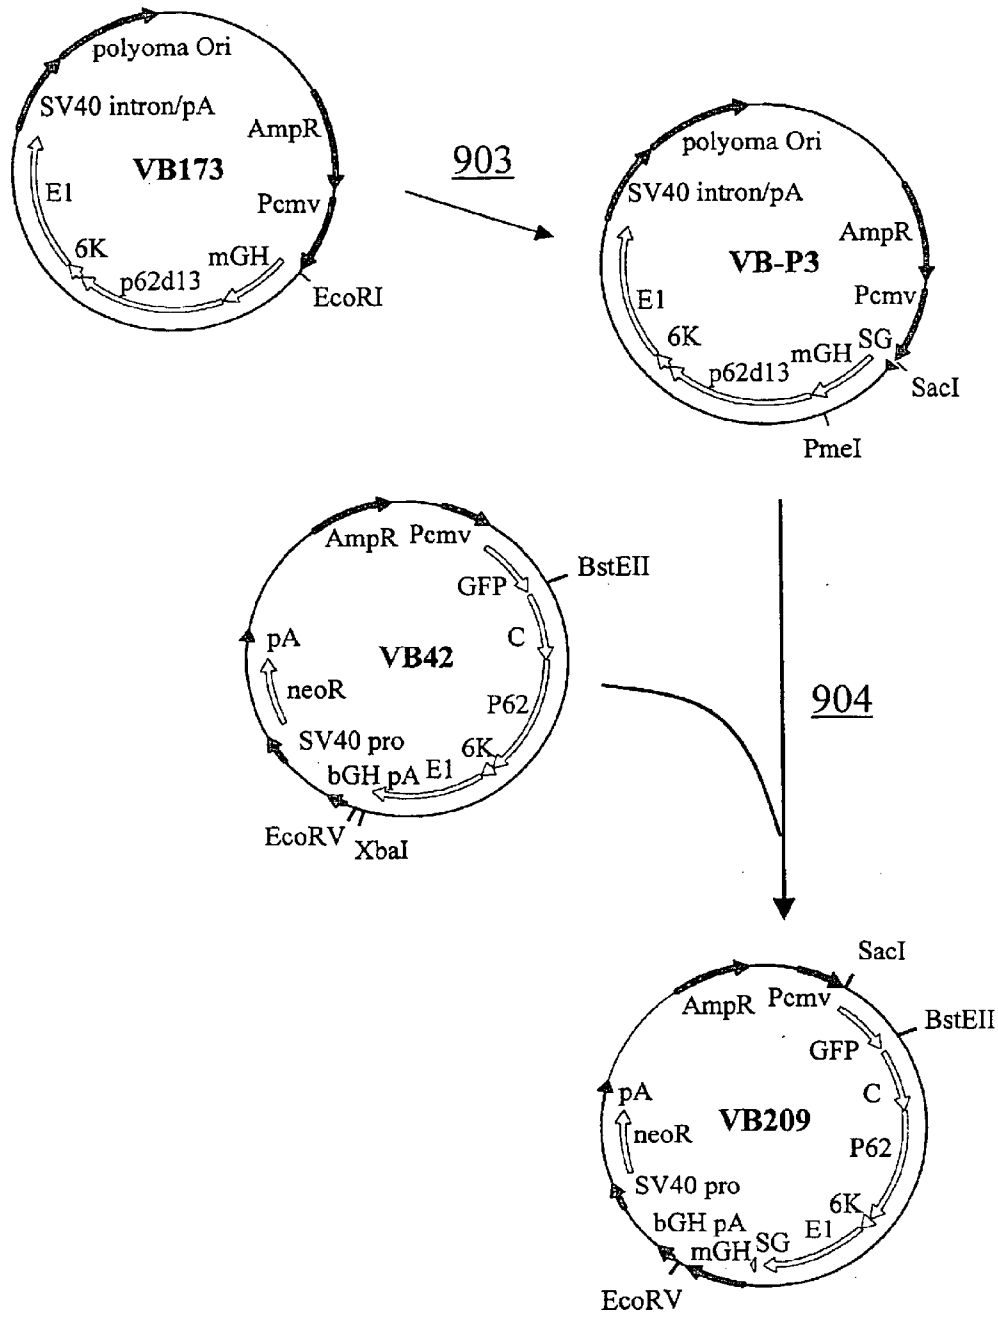 polyoma Ori
SV40 intron/pA
AmpR
VB173
E1
Pcmv
6K
mGH
p62d13
EcoRI
903
polyoma Ori
SV40 intron/pA
AmpR
VB-P3
E1
Pcmv
6K
SG
mGH
p62d13
SacI
PmeI
AmpR
Pcmv
BstEII
GFP
C
pA
VB42
neoR
P62
SV40 pro
6K
bGH pA
E1
EcoRV
XbaI
904
SacI
AmpR
Pcmv
BstEII
GFP
pA
C
VB209
neoR
P62
SV40 pro
6K
bGH pA
E1
SG
mGH
EcoRV